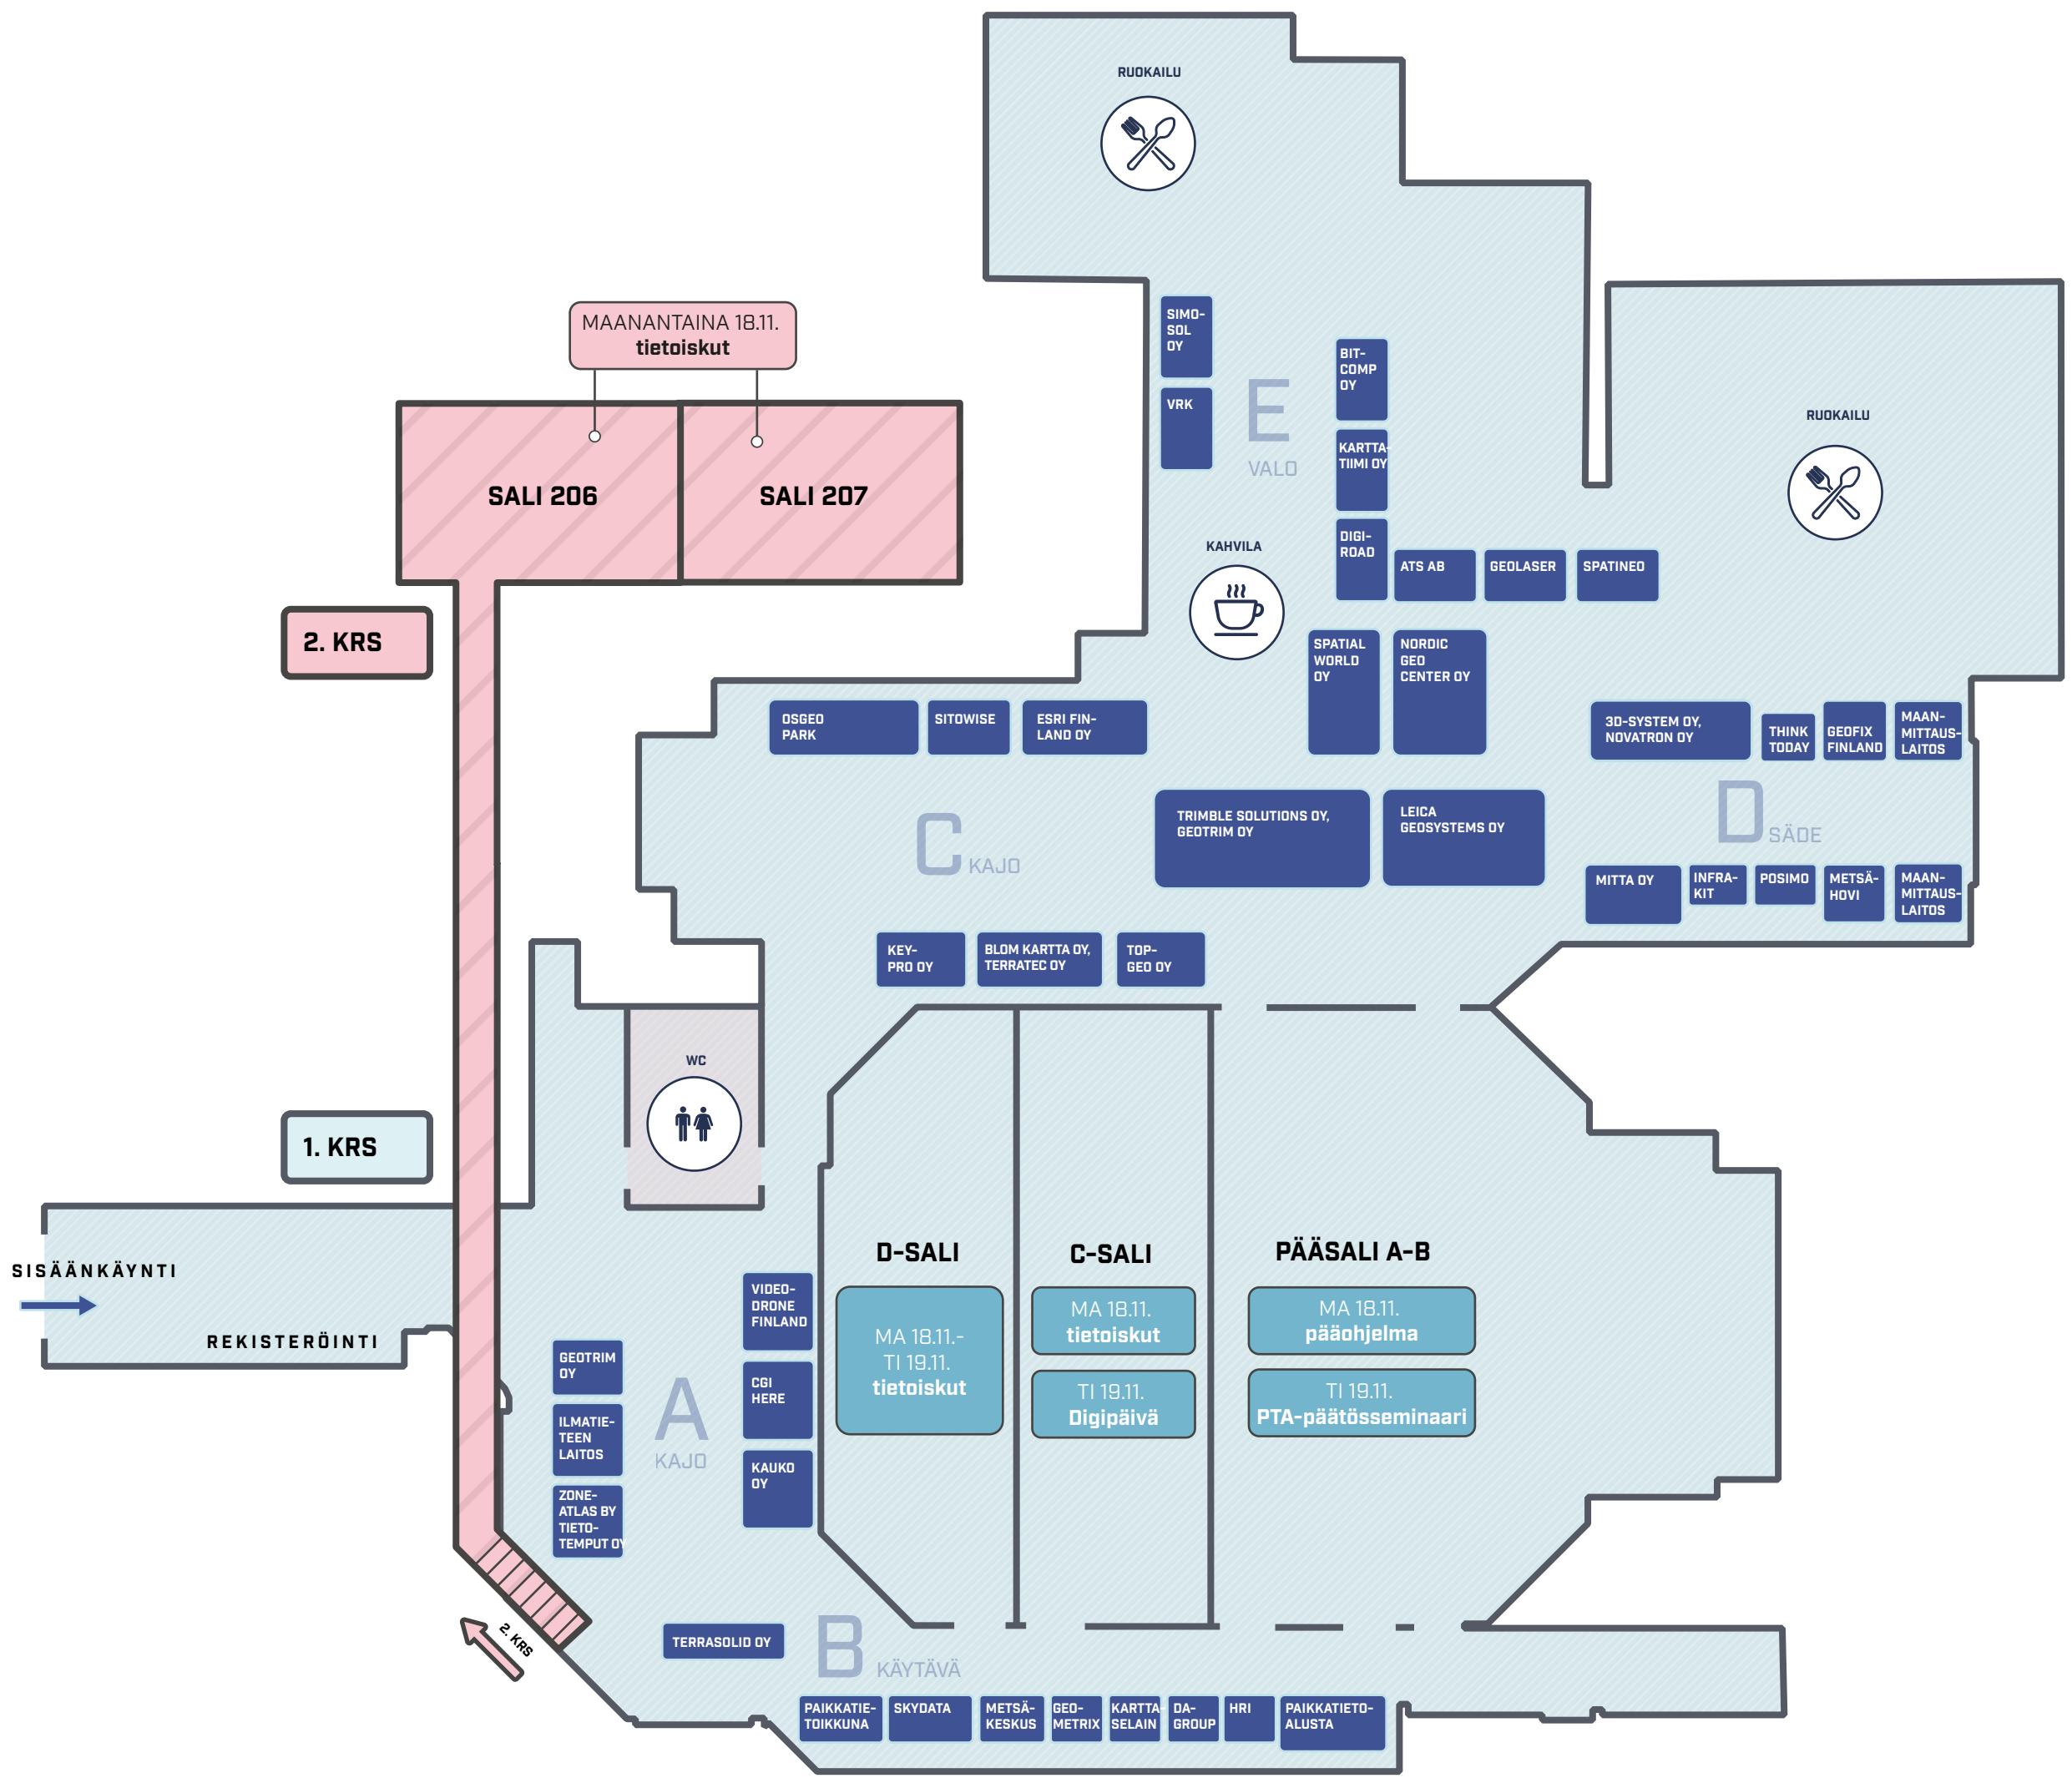 RUOKAILU
MAANANTAINA 18.11.
tietoiskut
SALI 206
SALI 207
2. KRS
1. KRS
SIMO-
SOL
OY
VRK
E
VALO
BIT-
COMP
OY
KARTTA-
TIIMI OY
DIGI-
ROAD
ATS AB
GEOLASER
SPATINEO
RUOKAILU
KAHVILA
SPATIAL
WORLD
OY
NORDIC
GEO
CENTER OY
OSGEO
PARK
SITOWISE
ESRI FIN-
LAND OY
3D-SYSTEM OY,
NOVATRON OY
THINK
TODAY
GEOFIX
FINLAND
MAAN-
MITTAUS-
LAITOS
C
KAJO
TRIMBLE SOLUTIONS OY,
GEOTRIM OY
LEICA
GEOSYSTEMS OY
D
SÄDE
MITTA OY
INFRA-
KIT
POSIMO
METSÄ-
HOVI
MAAN-
MITTAUS-
LAITOS
KEY-
PRO OY
BLOM KARTTA OY,
TERRATEC OY
TOP-
GEO OY
WC
SISÄÄNKÄYNTI
REKISTERÖINTI
D-SALI
MA 18.11.-
TI 19.11.
tietoiskut
C-SALI
MA 18.11.
tietoiskut
TI 19.11.
Digipäivä
PÄÄSALI A-B
MA 18.11.
pääohjelma
TI 19.11.
PTA-päätösseminaari
VIDEO-
DRONE
FINLAND
CGI
HERE
KAUKO
OY
GEOTRIM
OY
ILMATIE-
TEEN
LAITOS
ZONE-
ATLAS BY
TIETO-
TEMPUT OY
A
KAJO
2. KRS
TERRASOLID OY
B
KÄYTÄVÄ
PAIKKATIE-
TOIKKUNA
SKYDATA
METSÄ-
KESKUS
GEO-
METRIX
KARTTA-
SELAIN
DA-
GROUP
HRI
PAIKKATIETO-
ALUSTA